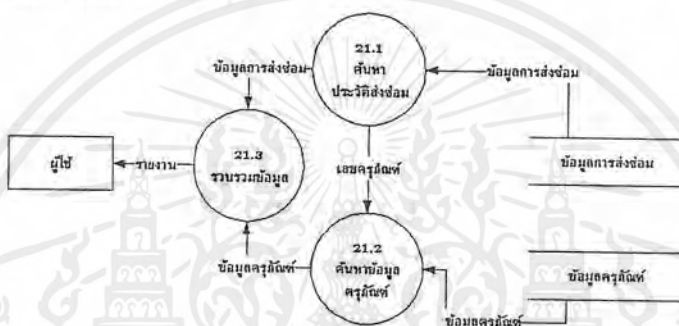 21.1
ค้นหา
ประวัติส่งซ่อม
ข้อมูลการส่งซ่อม
ข้อมูลการส่งซ่อม
ข้อมูลการส่งซ่อม
ผู้ใช้
รายงาน
21.3
รวบรวมข้อมูล
เลขครุภัณฑ์
21.2
ค้นหาข้อมูล
ครุภัณฑ์
ข้อมูลครุภัณฑ์
ข้อมูลครุภัณฑ์
ข้อมูลครุภัณฑ์